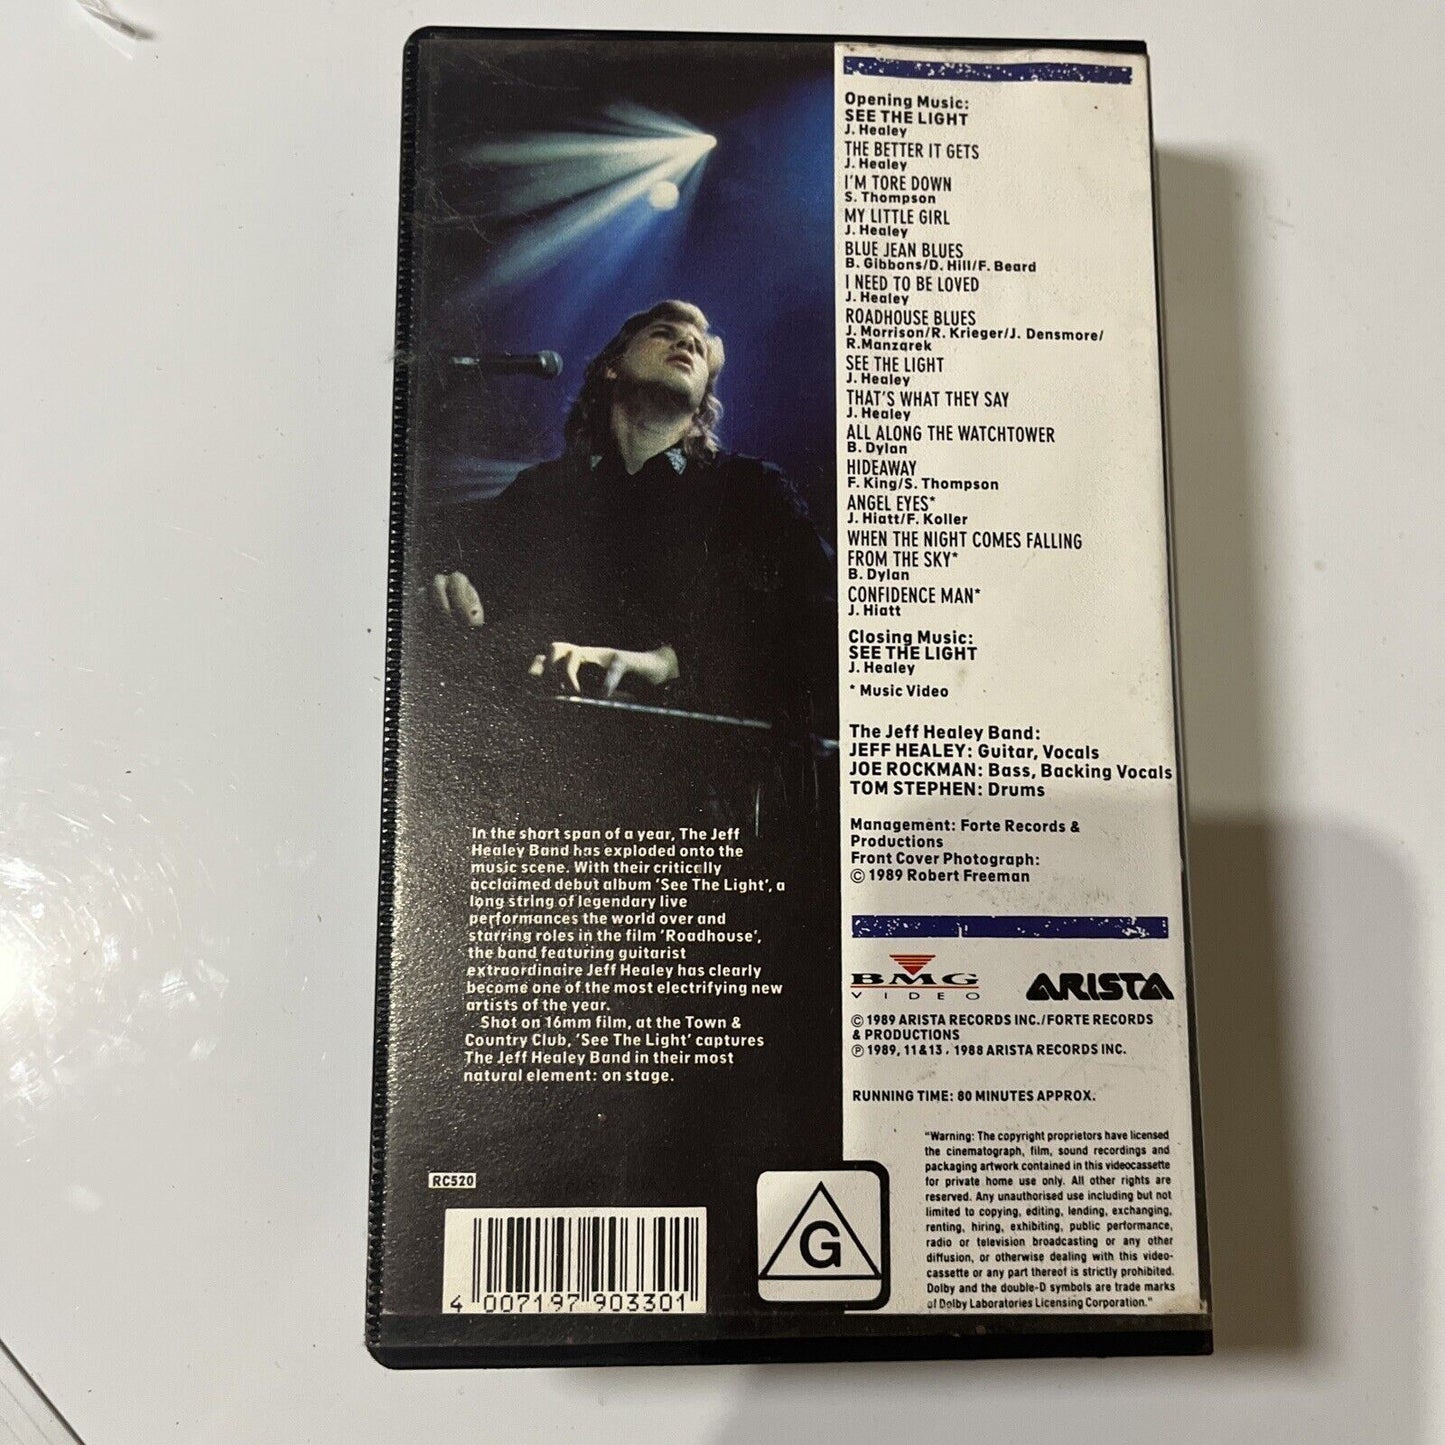 Opening Music:
SEE THE LIGHT
J. Healey
THE BETTER IT GETS
J. Healey
I'M TORE DOWN
S. Thompson
MY LITTLE GIRL
J. Healey
BLUE JEAN BLUES
B. Gibbons/D. Hill/F. Beard
I NEED TO BE LOVED
J. Healey
ROADHOUSE BLUES
J. Morrison/R. Krieger/J. Densmore/
R.Manzarek
SEE THE LIGHT
J. Healey
THAT'S WHAT THEY SAY
J. Healey
ALL ALONG THE WATCHTOWER
B. Dylan
HIDEAWAY
F. King/S. Thompson
ANGEL EYES*
J. Hiatt/F. Koller
WHEN THE NIGHT COMES FALLING
FROM THE SKY*
B. Dylan
CONFIDENCE MAN*
J. Hiatt
Closing Music:
SEE THE LIGHT
J. Healey
* Music Video
The Jeff Healey Band:
JEFF HEALEY: Guitar, Vocals
JOE ROCKMAN: Bass, Backing Vocals
TOM STEPHEN: Drums
Management: Forte Records &
Productions
Front Cover Photograph:
© 1989 Robert Freeman
In the short span of a year, The Jeff
Healey Band has exploded onto the
music scene. With their critically
acclaimed debut album 'See The Light', a
long string of legendary live
performances the world over and
starring roles in the film 'Roadhouse',
the band featuring guitarist
extraordinaire Jeff Healey has clearly
become one of the most electrifying new
artists of the year.
Shot on 16mm film, at the Town &
Country Club, 'See The Light' captures
The Jeff Healey Band in their most
natural element: on stage.
BMG
VIDEO
ARISTA
© 1989 ARISTA RECORDS INC./FORTE RECORDS
& PRODUCTIONS
℗ 1989, 11&13, 1988 ARISTA RECORDS INC.
RUNNING TIME: 80 MINUTES APPROX.
"Warning: The copyright proprietors have licensed
the cinematograph, film, sound recordings and
packaging artwork contained in this videocassette
for private home use only. All other rights are
reserved. Any unauthorised use including but not
limited to copying, editing, lending, exchanging,
renting, hiring, exhibiting, public performance,
radio or television broadcasting or any other
diffusion, or otherwise dealing with this video-
cassette or any part thereof is strictly prohibited.
Dolby and the double-D symbols are trade marks
of Dolby Laboratories Licensing Corporation."
RC520
G
4 007197 903301